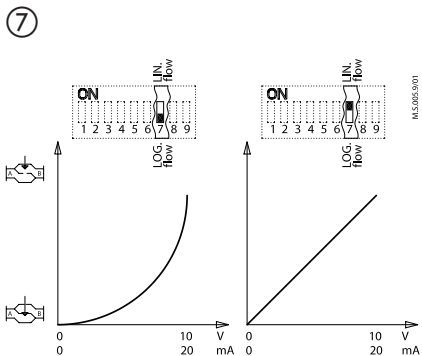 7
LIN. flow
LIN. flow
ON
ON
1 2 3 4 5 6 7 8 9
1 2 3 4 5 6 7 8 9
M.S.005.9/01
LOG. flow
LOG. flow
A B
A B
0 10 V
0 20 mA
0 10 V
0 20 mA